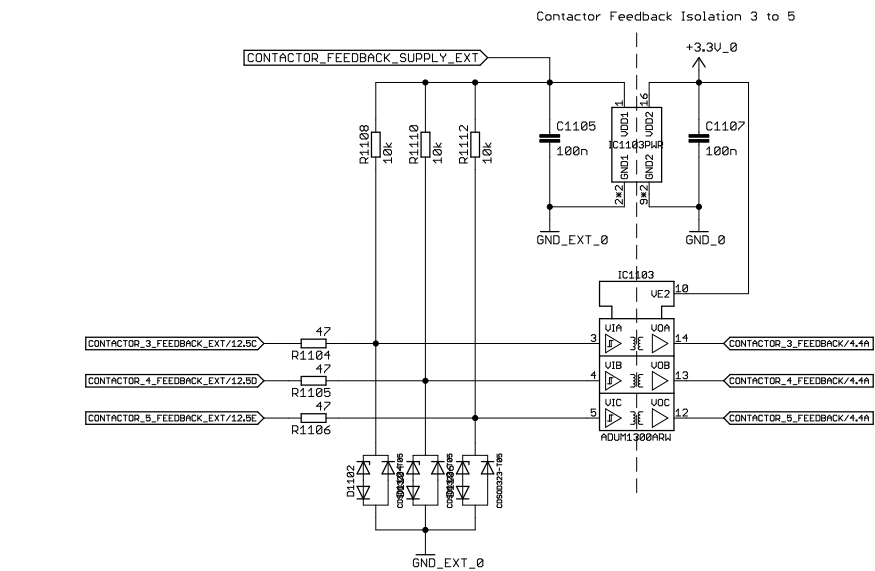 Contactor Feedback Isolation 3 to 5
+3.3V_0
CONTACTOR_FEEDBACK_SUPPLY_EXT
1
16
R1108
10k
R1110
10k
R1112
10k
C1105
100n
VDD1
VDD2
IC1103PWR
GND1
GND2
C1107
100n
2*2
9*2
GND_EXT_0
GND_0
IC1103
VE2
10
CONTACTOR_3_FEEDBACK_EXT/12.5C
47
R1104
3
VIA
VOA
14
CONTACTOR_3_FEEDBACK/4.4A
CONTACTOR_4_FEEDBACK_EXT/12.5D
47
R1105
4
VIB
VOB
13
CONTACTOR_4_FEEDBACK/4.4A
CONTACTOR_5_FEEDBACK_EXT/12.5E
47
R1106
5
VIC
VOC
12
CONTACTOR_5_FEEDBACK/4.4A
ADUM1300ARW
D1102
CDSOD323-T05
GND_EXT_0